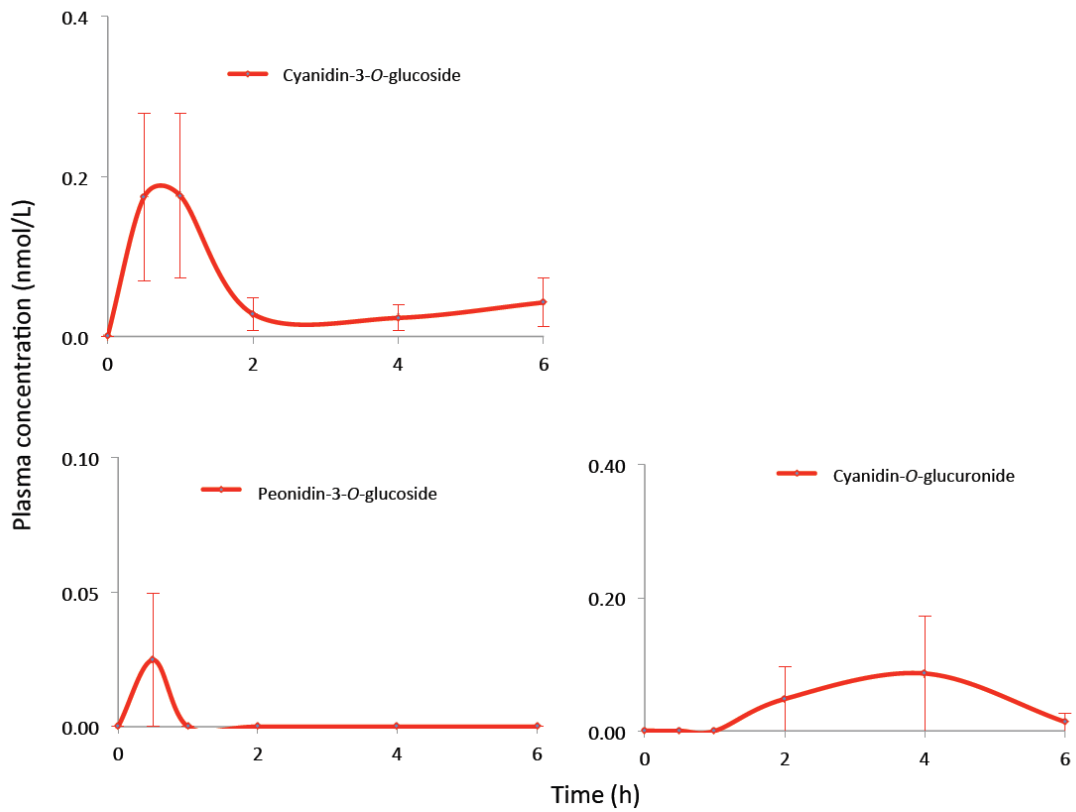 Plasma concentration (nmol/L)
0.4
0.2
0.0
0 2 4 6
Cyanidin-3-O-glucoside
0.10
0.05
0.00
0 2 4 6
Peonidin-3-O-glucoside
0.40
0.20
0.00
0 2 4 6
Cyanidin-O-glucuronide
Time (h)